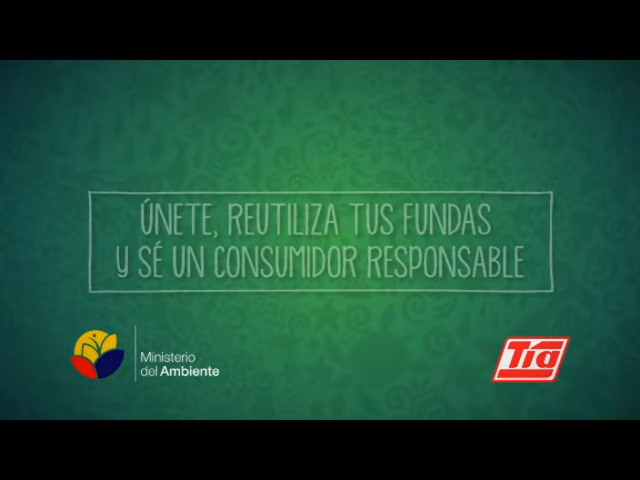 ÚNETE, REUTILIZA TUS FUNDAS
y SÉ UN CONSUMIDOR RESPONSABLE
Ministerio
del Ambiente
Tía